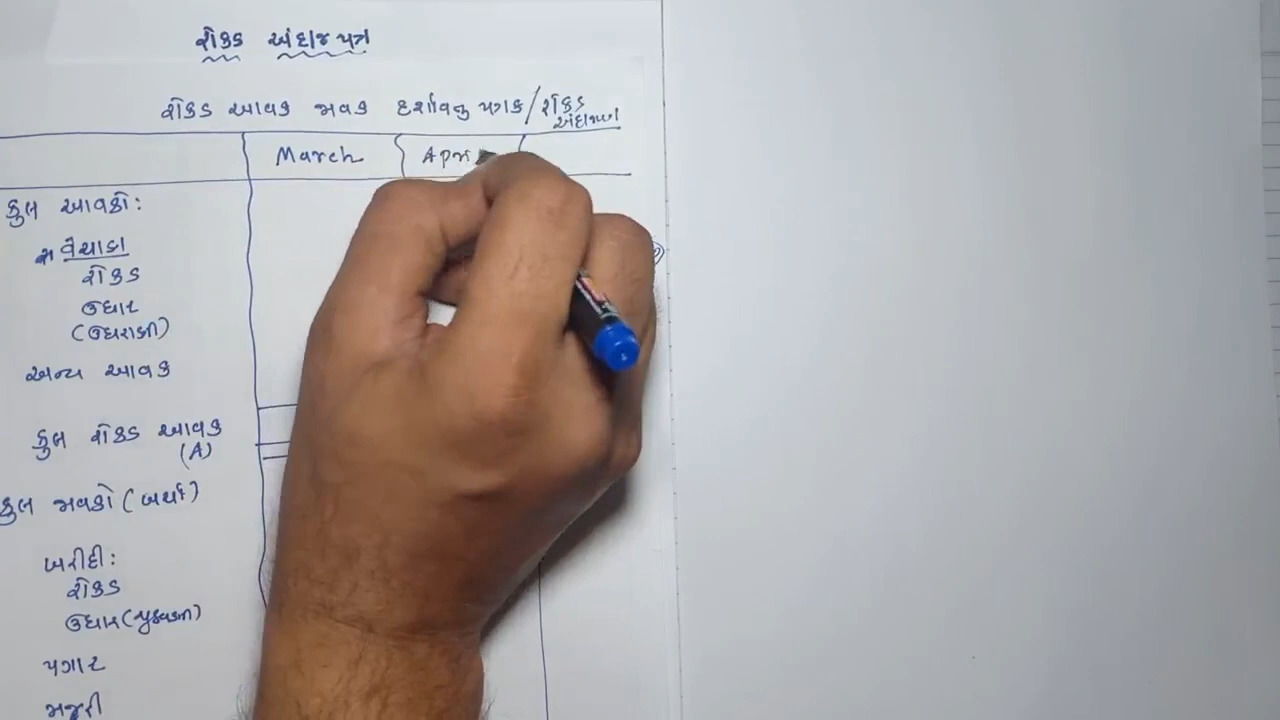 રોકડ અંદાજપત્ર
રોકડ આવક જાવક દર્શાવતુ પત્રક / રોકડ
અંદાજપત્ર
March Apri
કુલ આવકો:
વેચાણ
રોકડ
ઉધાર
(ઉઘરાણી)
અન્ય આવક
કુલ રોકડ આવક
(A)
કુલ જાવકો (ખર્ચ)
ખરીદી:
રોકડ
ઉધાર (ચુકવણી)
પગાર
મજુરી